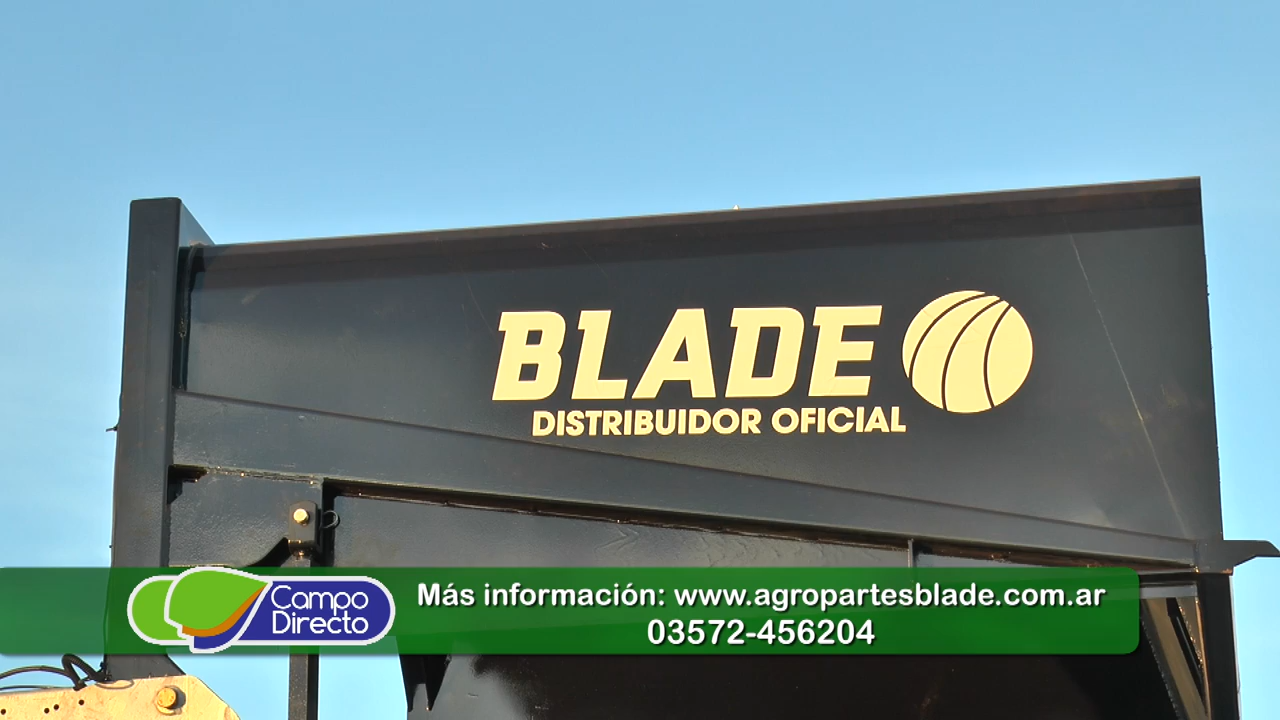 BLADE
DISTRIBUIDOR OFICIAL
Campo
Directo
Más información: www.agropartesblade.com.ar
03572-456204